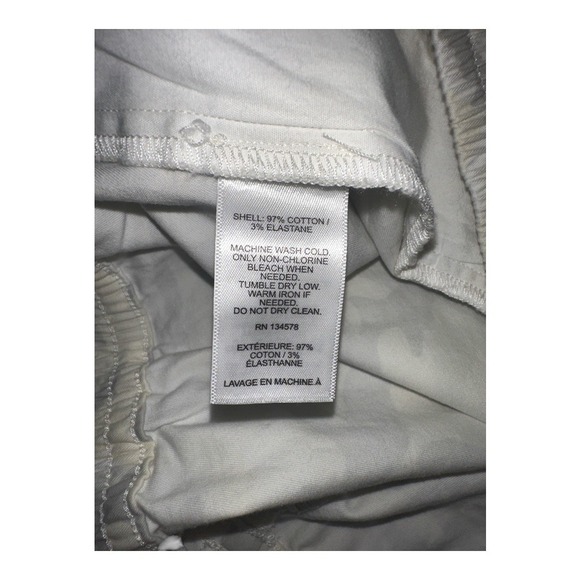 SHELL: 97% COTTON /
3% ELASTANE
MACHINE WASH COLD.
ONLY NON-CHLORINE
BLEACH WHEN
NEEDED.
TUMBLE DRY LOW.
WARM IRON IF
NEEDED.
DO NOT DRY CLEAN.
RN 134578
EXTÉRIEURE: 97%
COTON / 3%
ÉLASTHANNE
LAVAGE EN MACHINE À